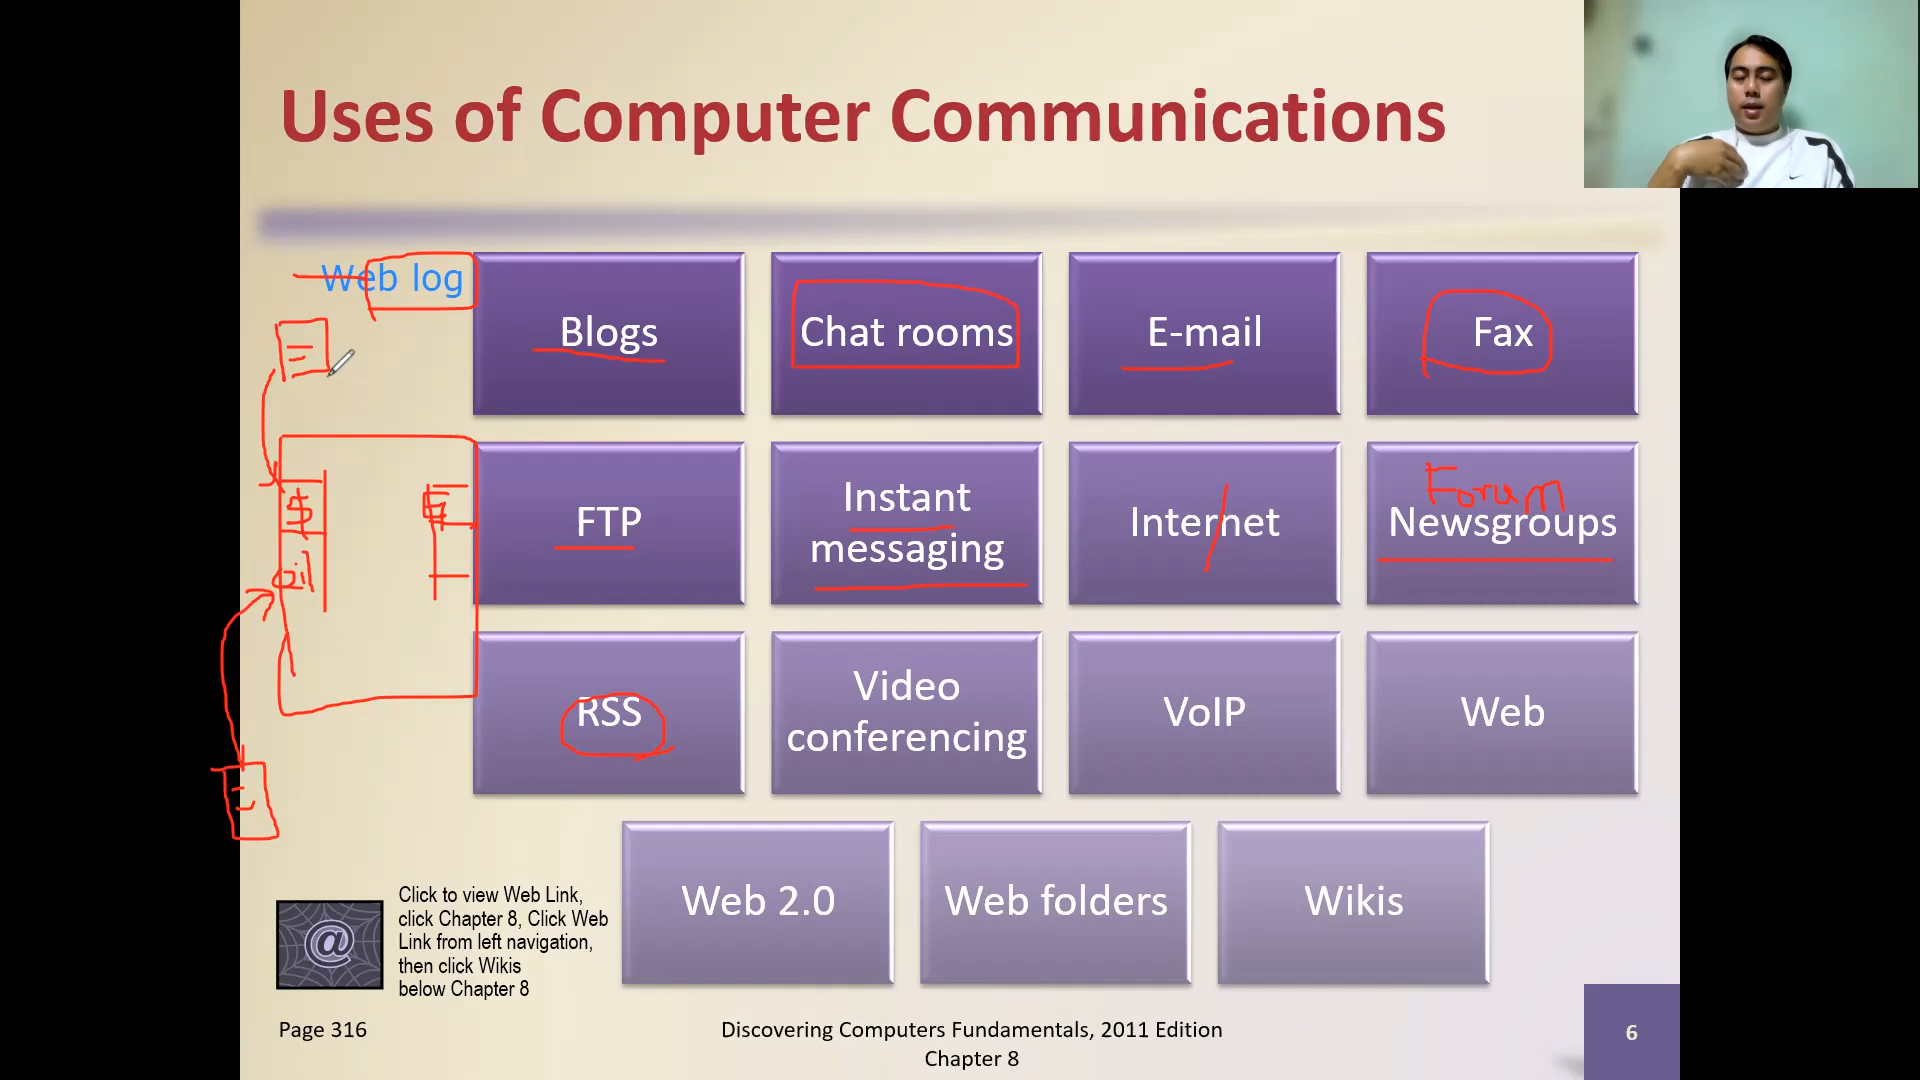 Uses of Computer Communications
Web log
Blogs
Chat rooms
E-mail
Fax
FTP
Instant
messaging
Internet
Forum
Newsgroups
$
oil
RSS
Video
conferencing
VoIP
Web
Web 2.0
Web folders
Wikis
@
Click to view Web Link,
click Chapter 8, Click Web
Link from left navigation,
then click Wikis
below Chapter 8
Page 316
Discovering Computers Fundamentals, 2011 Edition
Chapter 8
6